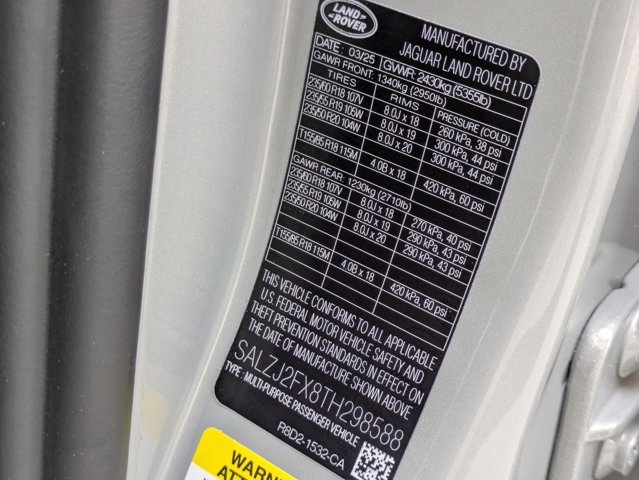 LAND ROVER
MANUFACTURED BY
JAGUAR LAND ROVER LTD
DATE: 03/25 GVWR: 2430kg (5355lb)
GAWR FRONT: 1340kg (2950lb)
TIRES RIMS PRESSURE (COLD)
235/60 R18 107V 8.0J x 18 260 kPa, 38 psi
235/55 R19 105W 8.0J x 19 300 kPa, 44 psi
235/50 R20 104W 8.0J x 20 300 kPa, 44 psi
T155/85 R18 115M 4.0B x 18 420 kPa, 60 psi
GAWR REAR: 1230kg (2710lb)
235/60 R18 107V 8.0J x 18 270 kPa, 40 psi
235/55 R19 105W 8.0J x 19 290 kPa, 43 psi
235/50 R20 104W 8.0J x 20 290 kPa, 43 psi
T155/85 R18 115M 4.0B x 18 420 kPa, 60 psi
THIS VEHICLE CONFORMS TO ALL APPLICABLE
U.S. FEDERAL MOTOR VEHICLE SAFETY AND
THEFT PREVENTION STANDARDS IN EFFECT ON
THE DATE OF MANUFACTURE SHOWN ABOVE
SALZJ2FX8TH298588
TYPE: MULTI-PURPOSE PASSENGER VEHICLE
R8D2-1532-CA